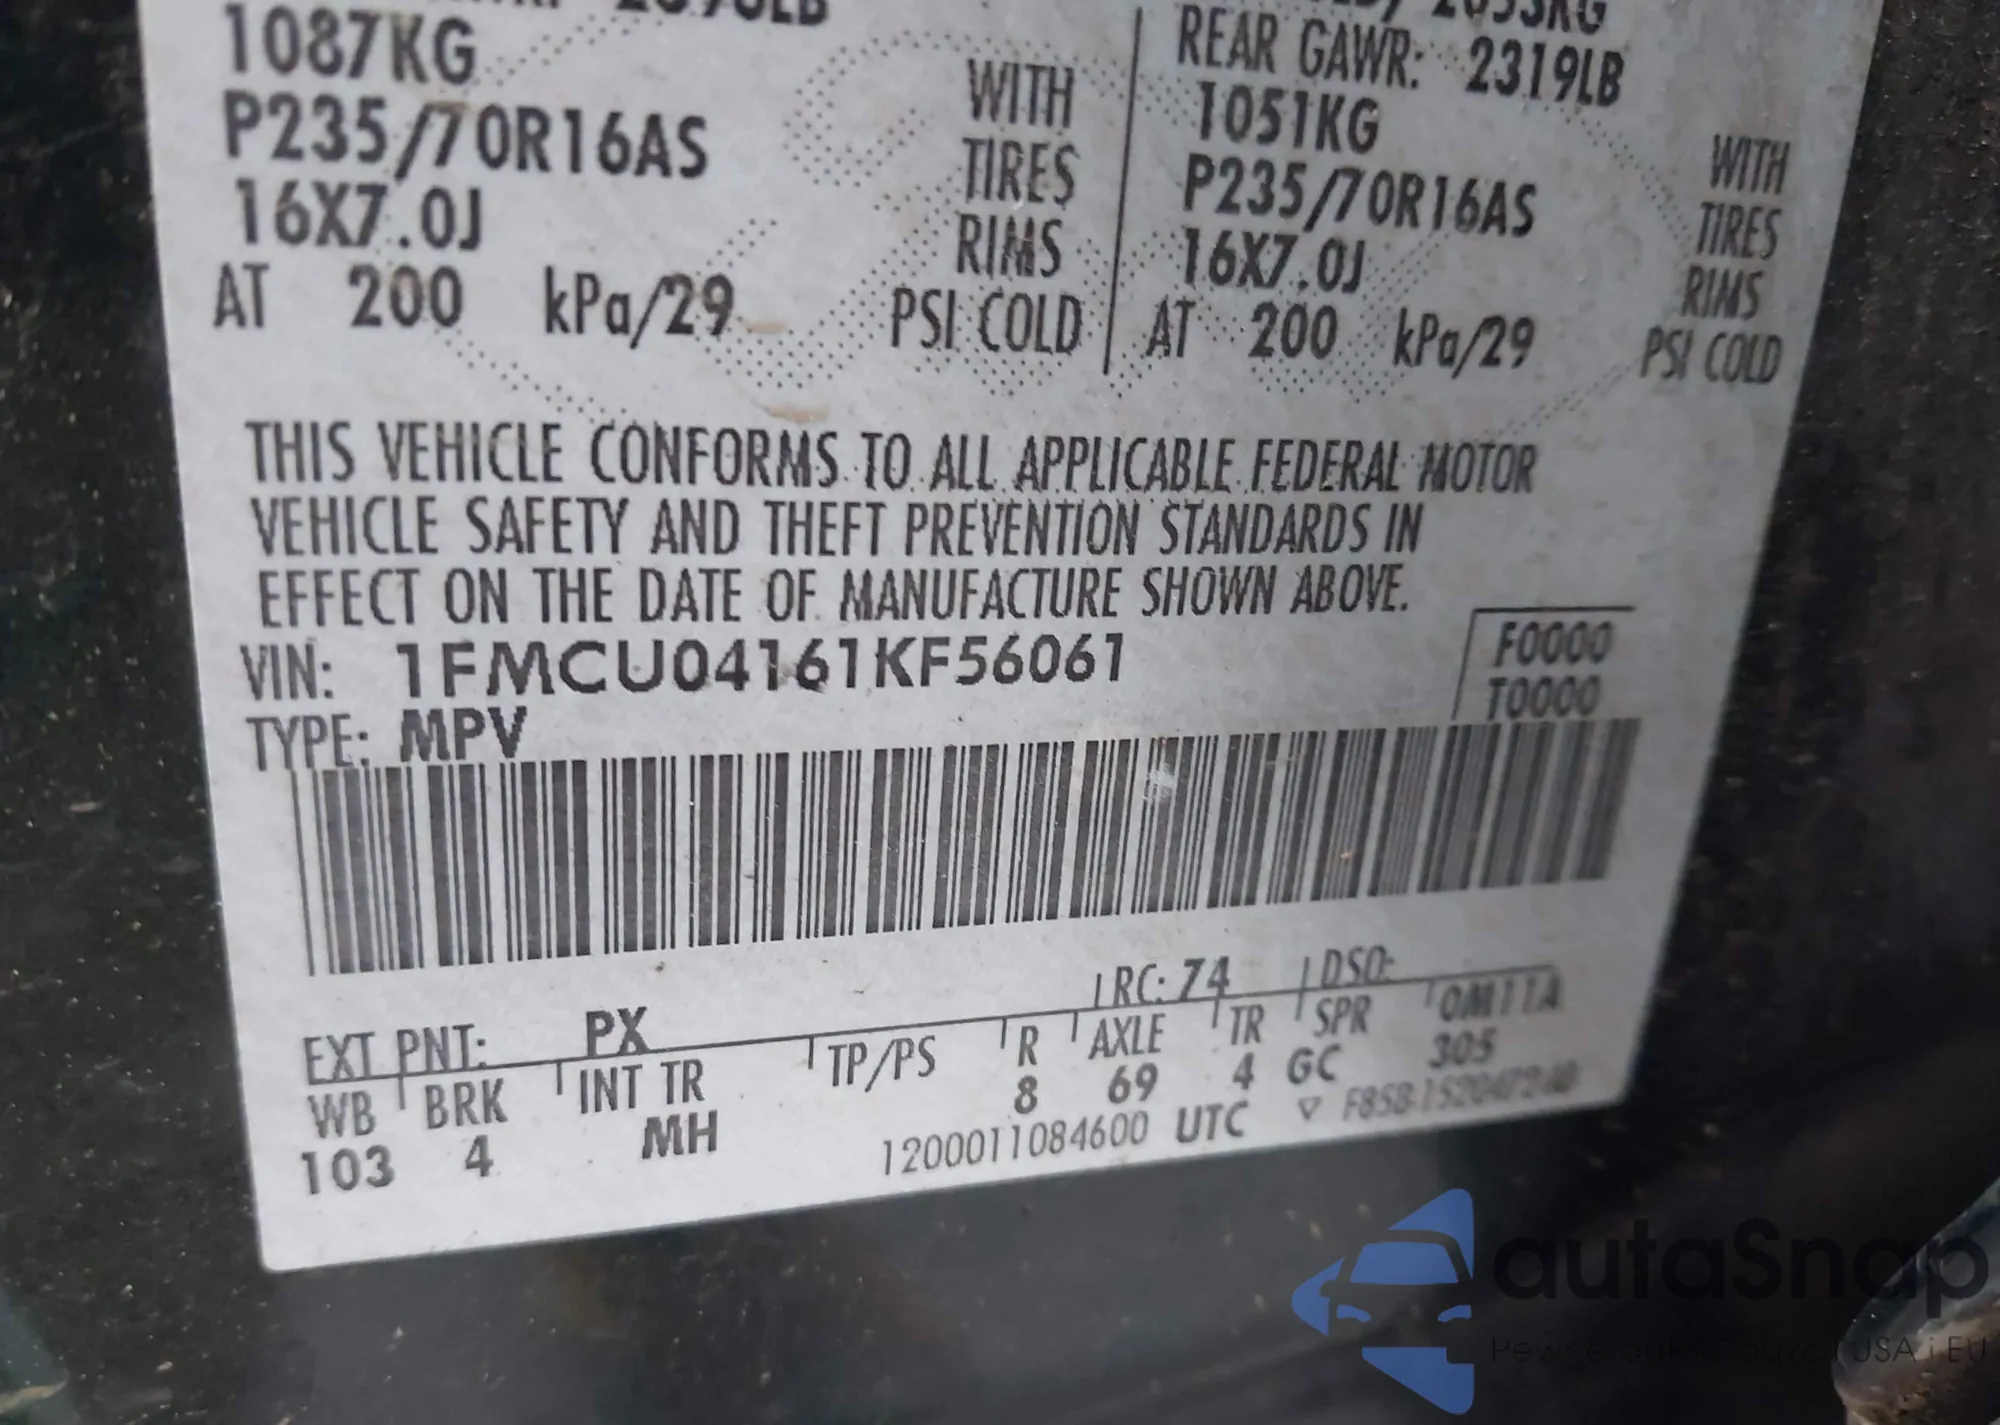 1087KG
P235/70R16AS
16X7.0J
AT 200 kPa/29
WITH
TIRES
RIMS
PSI COLD
REAR GAWR: 2319LB
1051KG
P235/70R16AS
16X7.0J
AT 200 kPa/29
WITH
TIRES
RIMS
PSI COLD
THIS VEHICLE CONFORMS TO ALL APPLICABLE FEDERAL MOTOR
VEHICLE SAFETY AND THEFT PREVENTION STANDARDS IN
EFFECT ON THE DATE OF MANUFACTURE SHOWN ABOVE.
VIN: 1FMCU04161KF56061
F0000
T0000
TYPE: MPV
EXT PNT: PX RC: 74 DSO:
WB BRK INT TR TP/PS R AXLE TR SPR
103 4 MH 8 69 4 GC 305
1200011084600 UTC
autaSnap
USA i EU